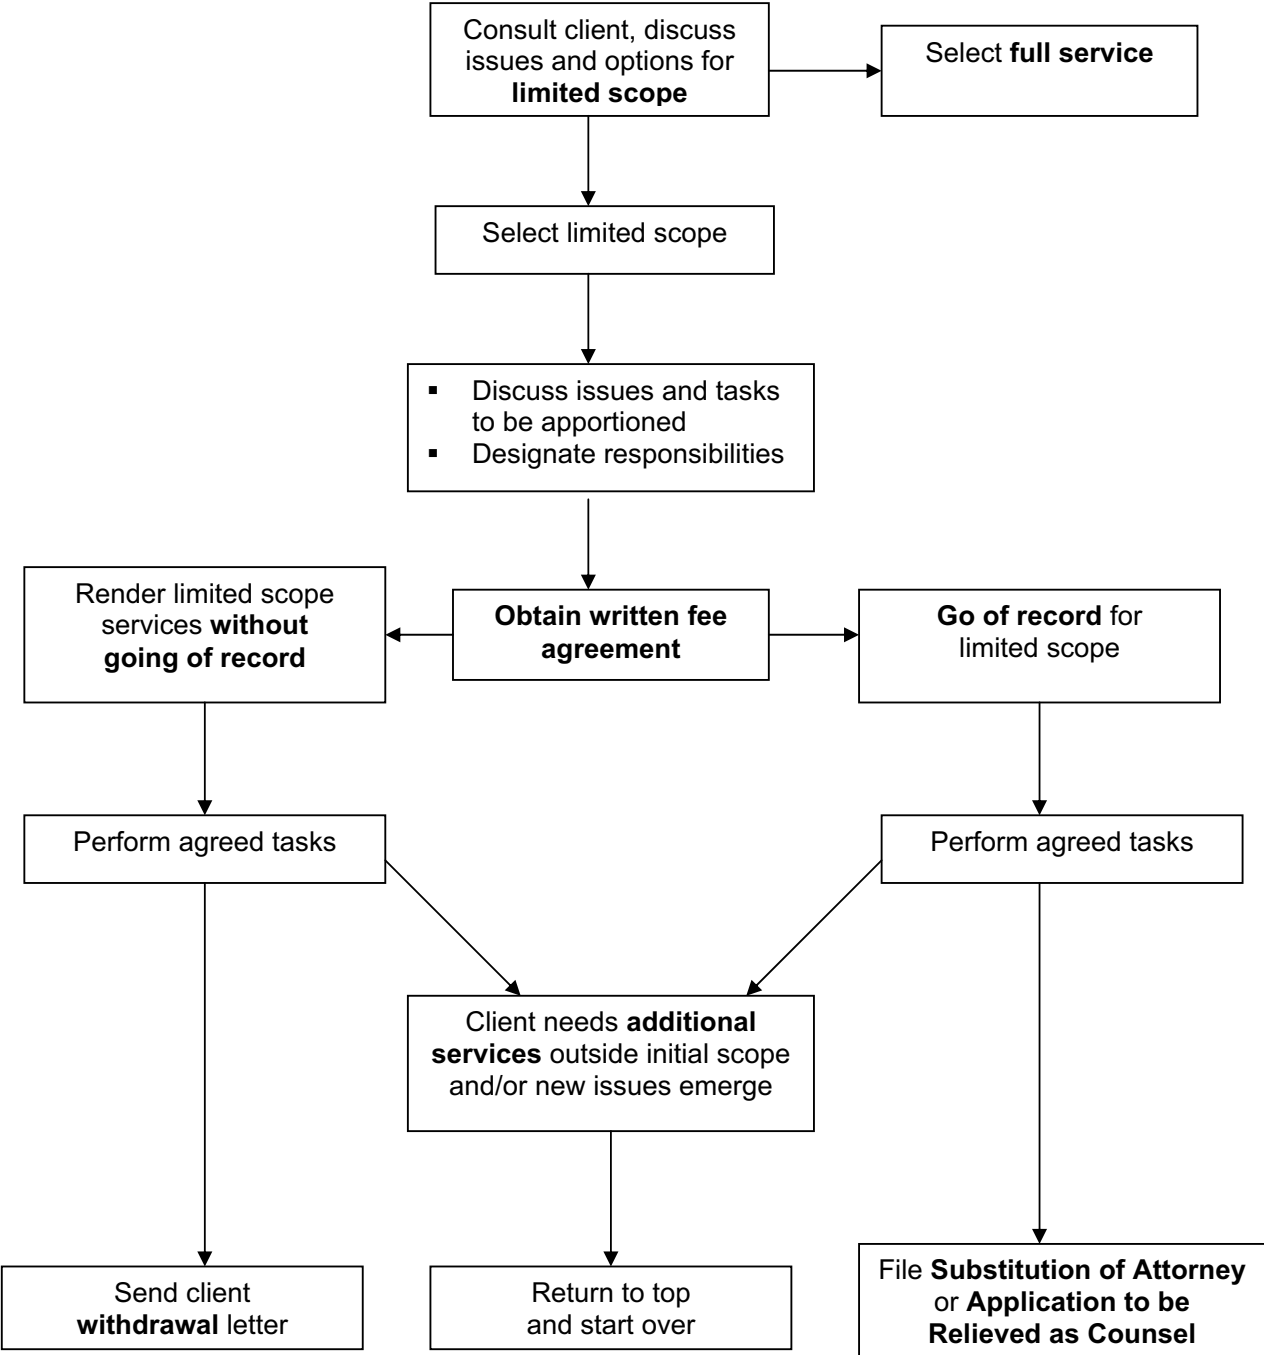 Consult client, discuss
issues and options for
limited scope
Select full service
Select limited scope
▪ Discuss issues and tasks
to be apportioned
▪ Designate responsibilities
Render limited scope
services without
going of record
Obtain written fee
agreement
Go of record for
limited scope
Perform agreed tasks
Perform agreed tasks
Client needs additional
services outside initial scope
and/or new issues emerge
Send client
withdrawal letter
Return to top
and start over
File Substitution of Attorney
or Application to be
Relieved as Counsel